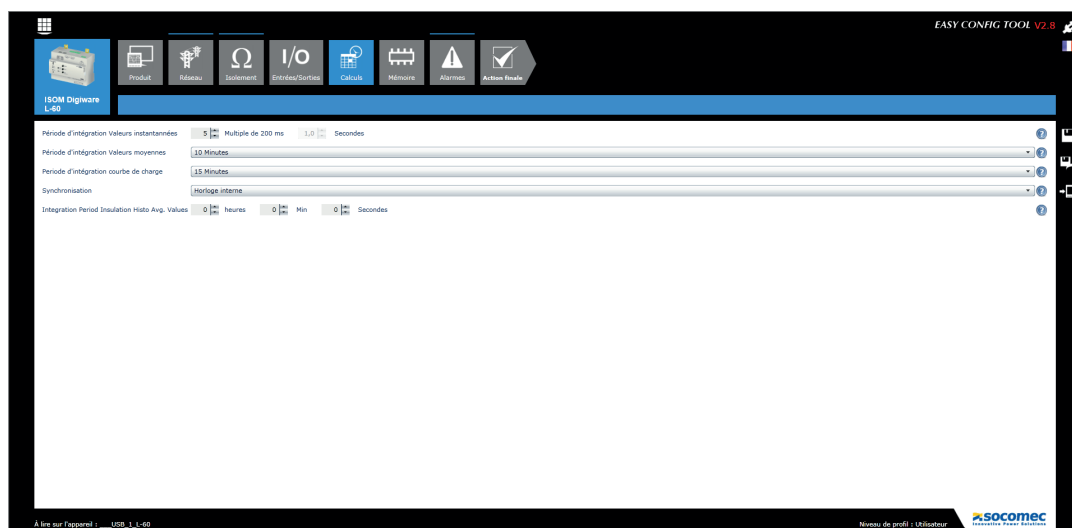 EASY CONFIG TOOL V2.8
Produit
Réseau
Isolement
I/O
Entrées/Sorties
Calculs
Mémoire
Alarmes
Action finale
ISOM Digiware
L-60
Période d'intégration Valeurs instantannées 5 Multiple de 200 ms 1,0 Secondes
Période d'intégration Valeurs moyennes 10 Minutes
Periode d'intégration courbe de charge 15 Minutes
Synchronisation Horloge interne
Integration Period Insulation Histo Avg. Values 0 heures 0 Min 0 Secondes
À lire sur l'appareil : ___USB_1_L-60
Niveau de profil : Utilisateur
socomec
Innovative Power Solutions